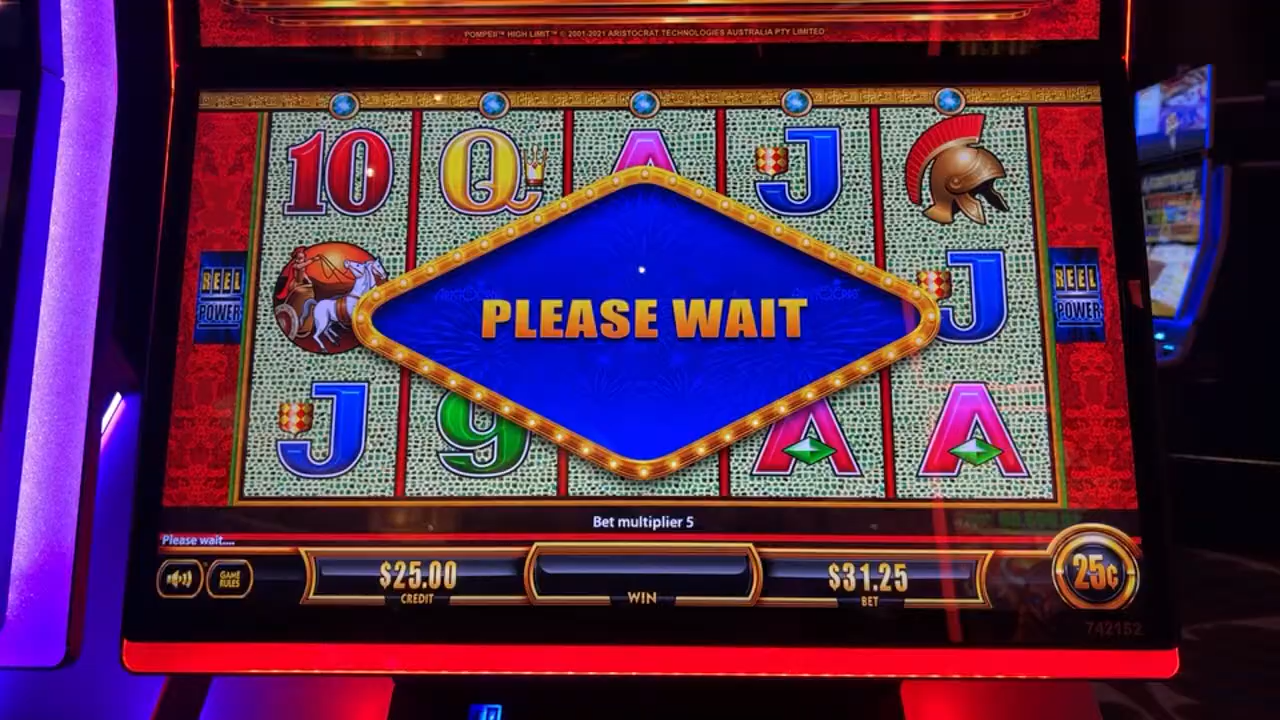 POMPEII™ HIGH LIMIT™ © 2001-2021 ARISTOCRAT TECHNOLOGIES AUSTRALIA PTY LIMITED
10 Q A J
REEL POWER
J
REEL POWER
PLEASE WAIT
J 9 A A
Bet multiplier 5
Please wait....
GAME RULES
$25.00
CREDIT
WIN
$31.25
BET
25¢
742152